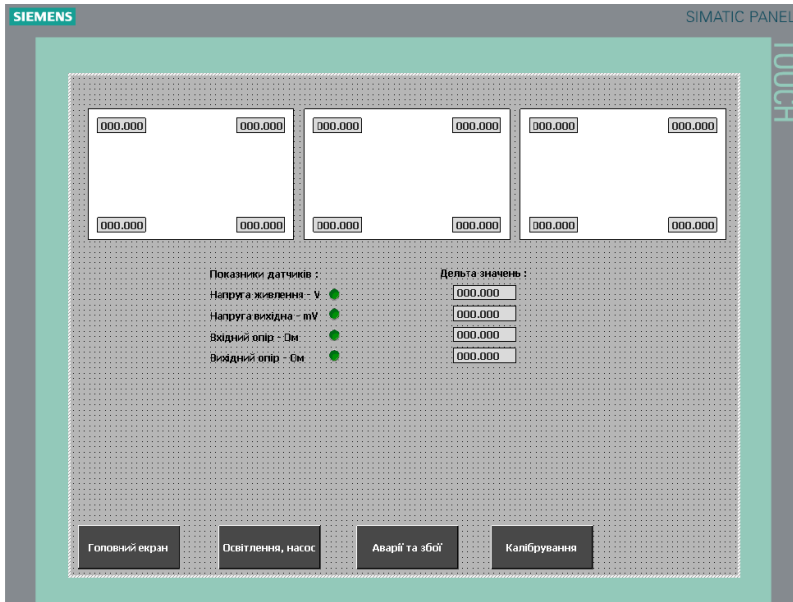 SIEMENS
SIMATIC PANEL
TOUCH
000.000 000.000 000.000 000.000 000.000 000.000
000.000 000.000 000.000 000.000 000.000 000.000
Показники датчиків : Дельта значень :
Напруга живлення - V 000.000
Напруга вихідна - mV 000.000
Вхідний опір - Ом 000.000
Вихідний опір - Ом 000.000
Головний екран
Освітлення, насос
Аварії та збої
Калібрування